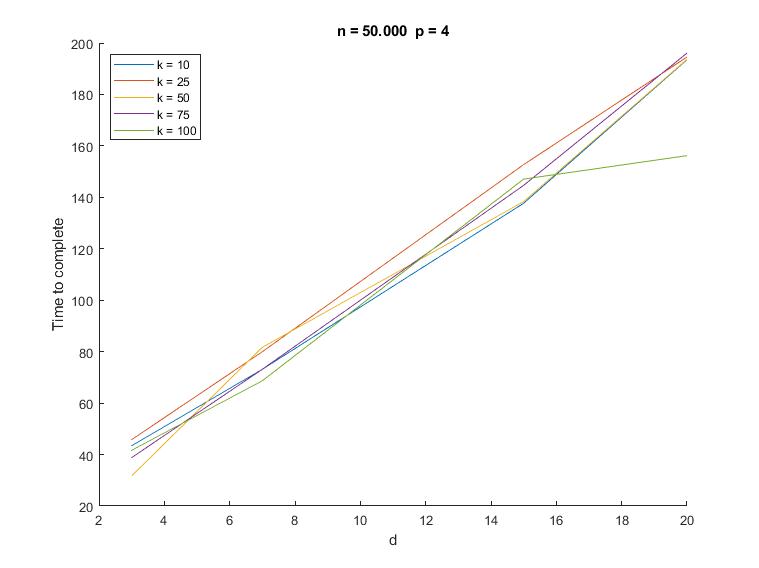 n = 50.000  p = 4
200
k = 10
k = 25
k = 50
k = 75
k = 100
180
160
140
120
100
80
60
40
20
Time to complete
2 4 6 8 10 12 14 16 18 20
d